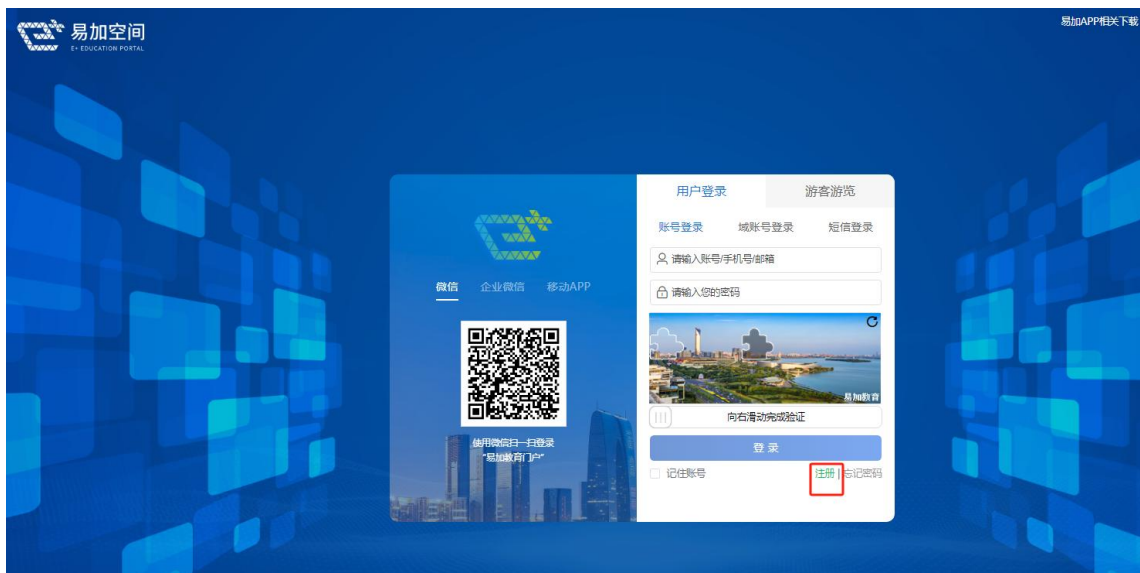 易加空间
E+ EDUCATION PORTAL
易加APP相关下载
微信 企业微信 移动APP
使用微信扫一扫登录
“易加教育门户”
用户登录 游客游览
账号登录 域账号登录 短信登录
请输入账号/手机号/邮箱
请输入您的密码
易加教育
向右滑动完成验证
登 录
记住账号 注册 | 忘记密码